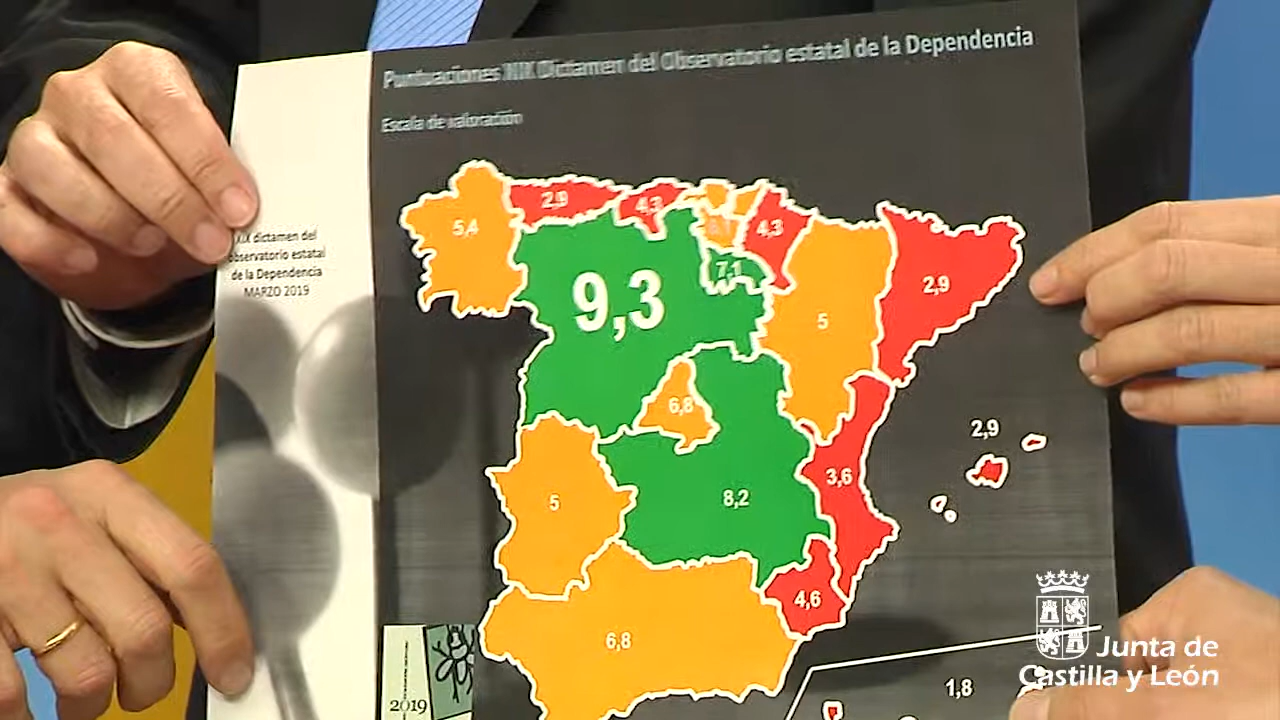 Puntuaciones XIX Dictamen del Observatorio estatal de la Dependencia
Escala de valoración
XIX dictamen del
observatorio estatal
de la Dependencia
MARZO 2019
5,4
2,9
4,3
4,3
7,1
9,3
5
2,9
6,8
2,9
3,6
5
8,2
4,6
6,8
1,8
2019
Junta de
Castilla y León